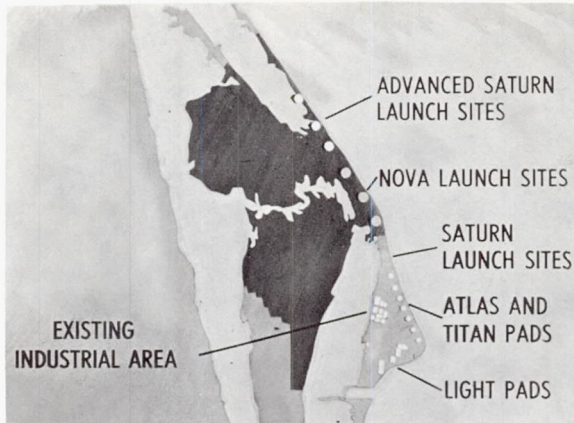 ADVANCED SATURN
LAUNCH SITES
NOVA LAUNCH SITES
SATURN
LAUNCH SITES
ATLAS AND
TITAN PADS
LIGHT PADS
EXISTING
INDUSTRIAL AREA